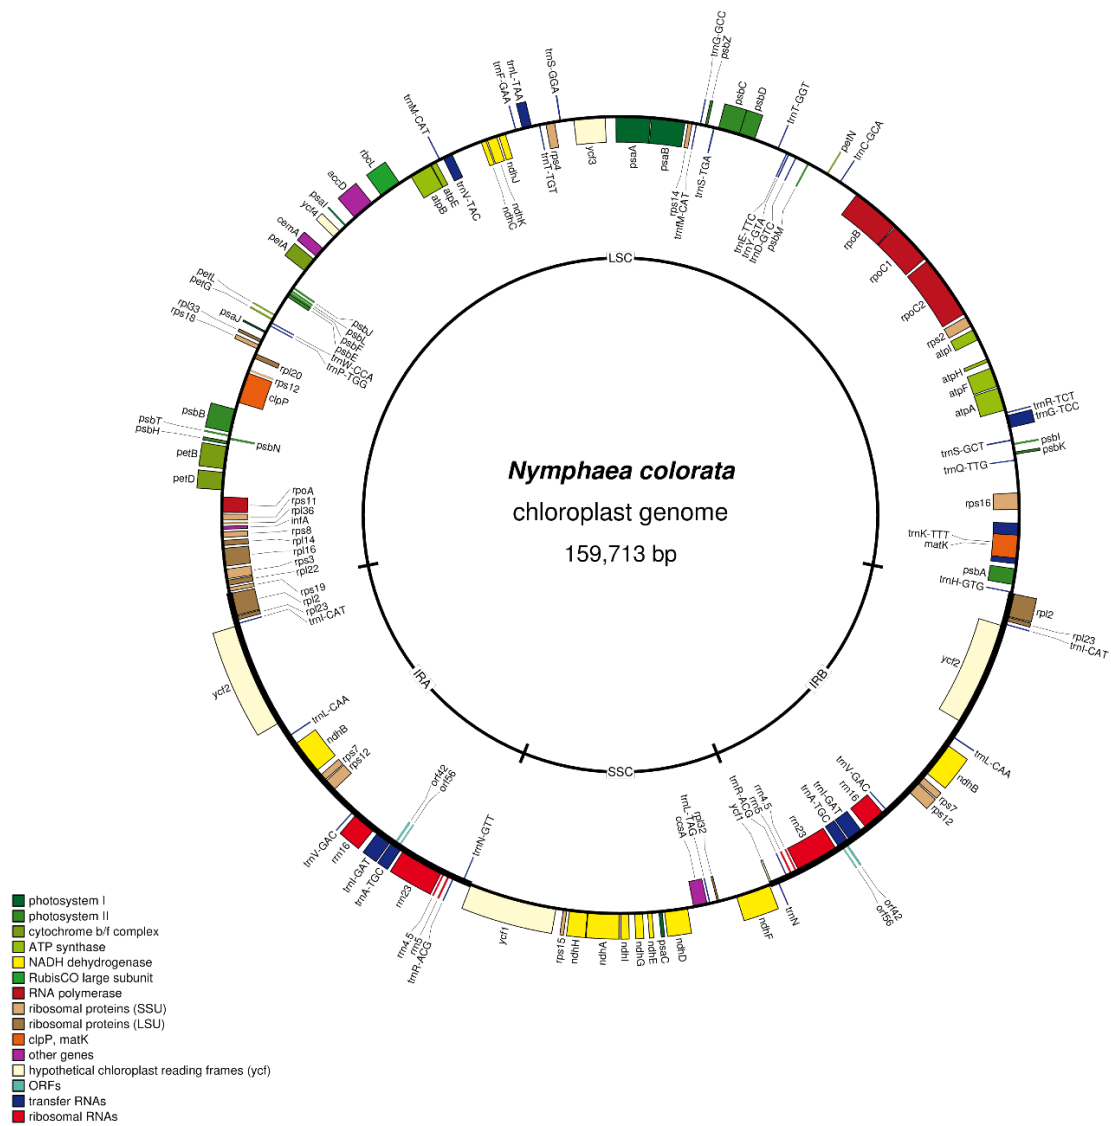 trnG-GCC
psbZ
psbC
psbD
trnT-GGT
petN
trnC-GCA
trnS-GGA
trnL-TAA
trnF-GAA
trnM-CAT
rbcL
accD
psaI
ycf4
cemA
petA
petL
petG
psaJ
rpl33
rps18
psbB
psbT
psbH
petB
petD
ycf3
psaA
psaB
rps14
trnfM-CAT
trnS-TGA
trnE-TTC
trnY-GTA
trnD-GTC
psbM
rpoB
rpoC1
rpoC2
rps2
atpI
atpH
atpF
atpA
trnR-TCT
trnG-TCC
trnS-GCT
psbI
psbK
trnQ-TTG
rps16
trnK-TTT
matK
psbA
trnH-GTG
rpl2
rpl23
trnI-CAT
ycf2
trnL-CAA
ndhB
rps7
rps12
trnV-GAC
rrn16
trnI-GAT
trnA-TGC
rrn23
rrn4.5
rrn5
trnR-ACG
ycf1
orf42
orf56
trnN
ndhF
rpl32
trnL-TAG
ccsA
ndhD
psaC
ndhE
ndhG
ndhI
ndhA
ndhH
rps15
ycf1
trnN-GTT
trnR-ACG
rrn5
rrn4.5
rrn23
trnA-TGC
trnI-GAT
rrn16
trnV-GAC
orf42
orf56
rps12
rps7
ndhB
trnL-CAA
ycf2
trnI-CAT
rpl23
rpl2
rps19
rpl22
rps3
rpl16
rpl14
rps8
infA
rpl36
rps11
rpoA
psbN
clpP
rps12
rpl20
trnP-TGG
trnW-CCA
psbE
psbF
psbL
psbJ
atpB
atpE
trnV-TAC
ndhC
ndhK
ndhJ
trnT-TGT
rps4
LSC
IRB
SSC
IRA
Nymphaea colorata
chloroplast genome
159,713 bp
photosystem I
photosystem II
cytochrome b/f complex
ATP synthase
NADH dehydrogenase
RubisCO large subunit
RNA polymerase
ribosomal proteins (SSU)
ribosomal proteins (LSU)
clpP, matK
other genes
hypothetical chloroplast reading frames (ycf)
ORFs
transfer RNAs
ribosomal RNAs